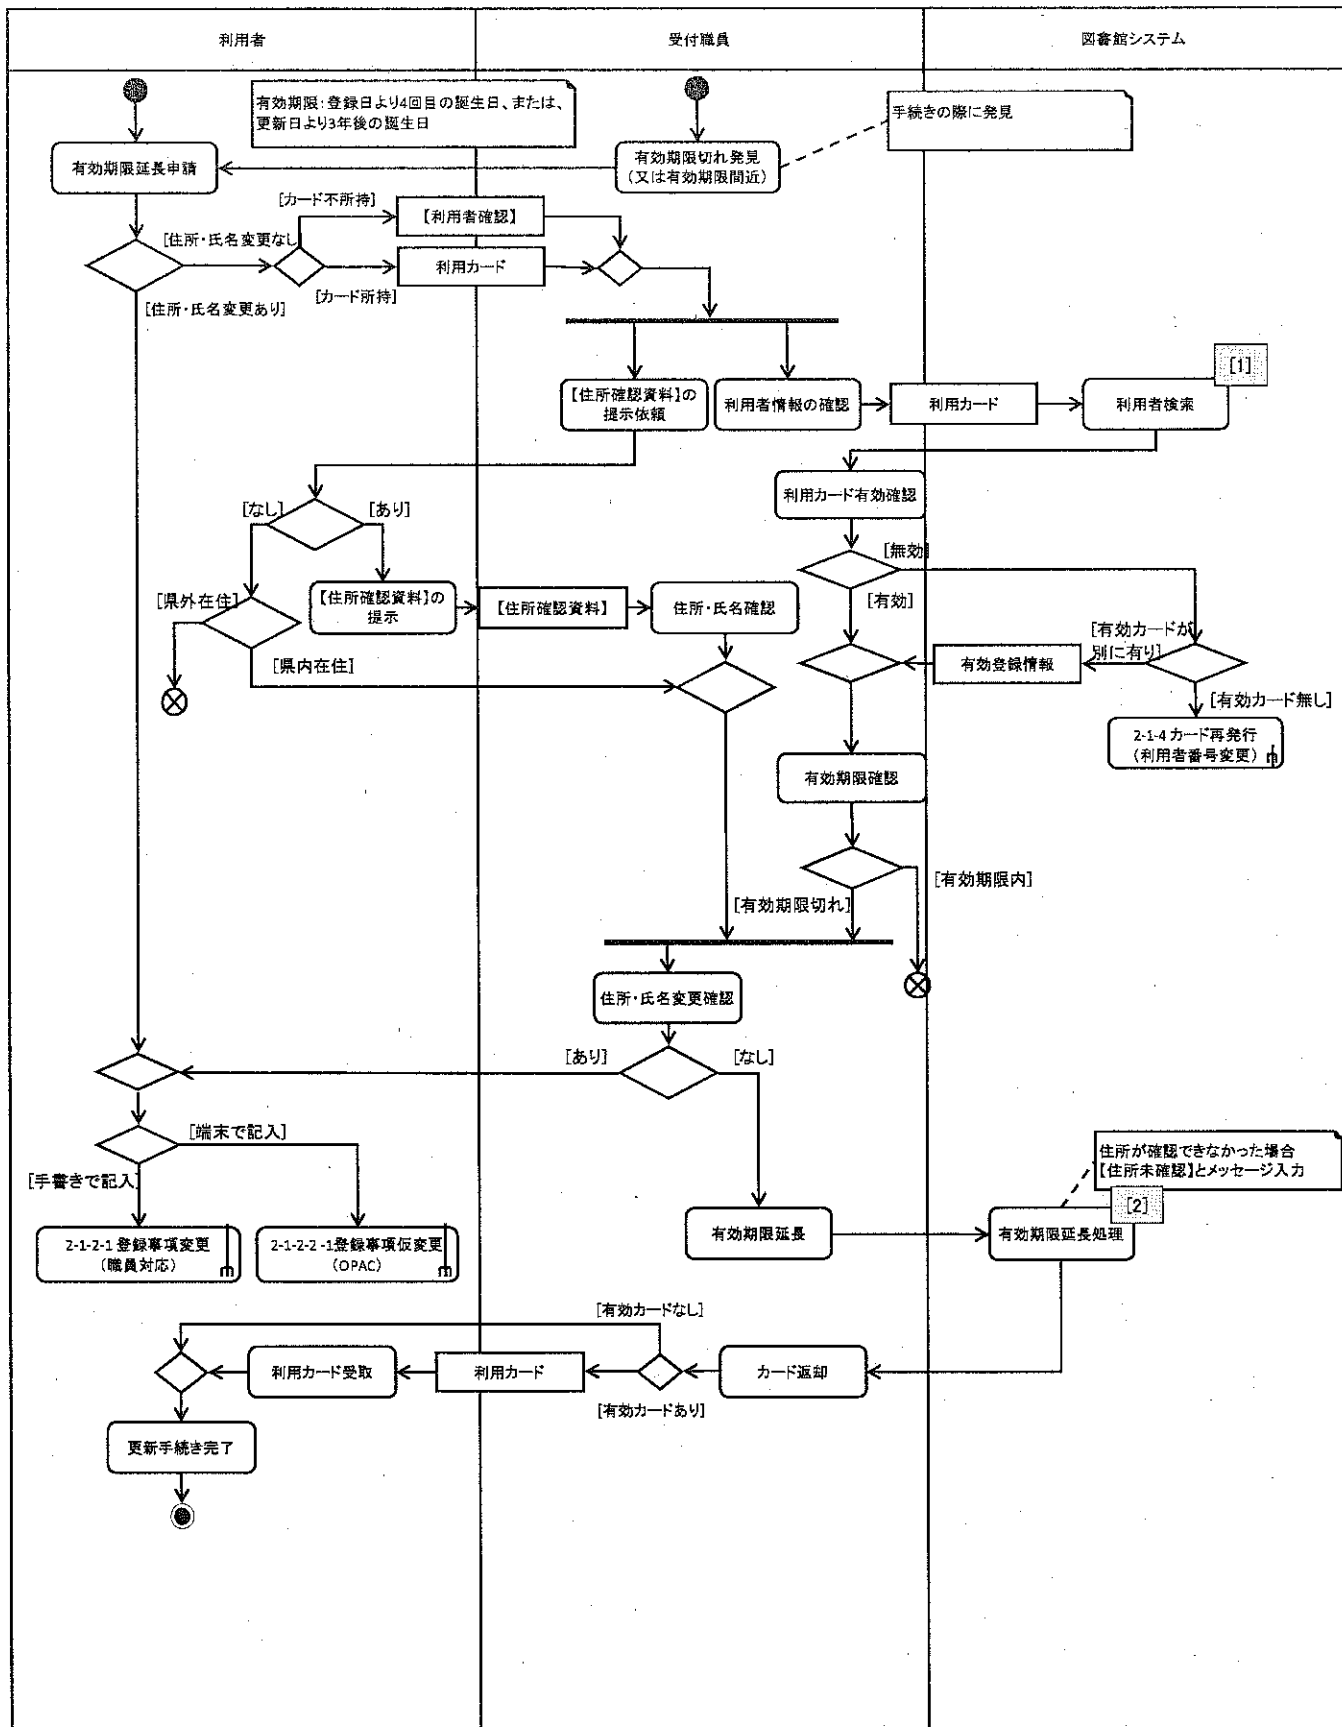 利用者
受付職員
図書館システム
有効期限：登録日より4回目の誕生日、または、
更新日より3年後の誕生日
手続きの際に発見
有効期限延長申請
有効期限切れ発見
（又は有効期限間近）
[カード不所持]
【利用者確認】
[住所・氏名変更なし
利用カード
[カード所持]
[住所・氏名変更あり]
[1]
【住所確認資料】の
提示依頼
利用者情報の確認
利用カード
利用者検索
利用カード有効確認
[なし]
[あり]
[無効]
[県外在住]
【住所確認資料】の
提示
【住所確認資料】
住所・氏名確認
[有効]
[有効カードが
別に有り]
有効登録情報
[県内在住]
[有効カード無し]
2-1-4 カード再発行
（利用者番号変更）
有効期限確認
[有効期限内]
[有効期限切れ]
住所・氏名変更確認
[あり]
[なし]
[端末で記入]
[手書きで記入]
住所が確認できなかった場合
【住所未確認】とメッセージ入力
[2]
2-1-2-1 登録事項変更
（職員対応）
2-1-2-2 -1登録事項仮変更
（OPAC）
有効期限延長
有効期限延長処理
[有効カードなし]
利用カード受取
利用カード
カード返却
[有効カードあり]
更新手続き完了